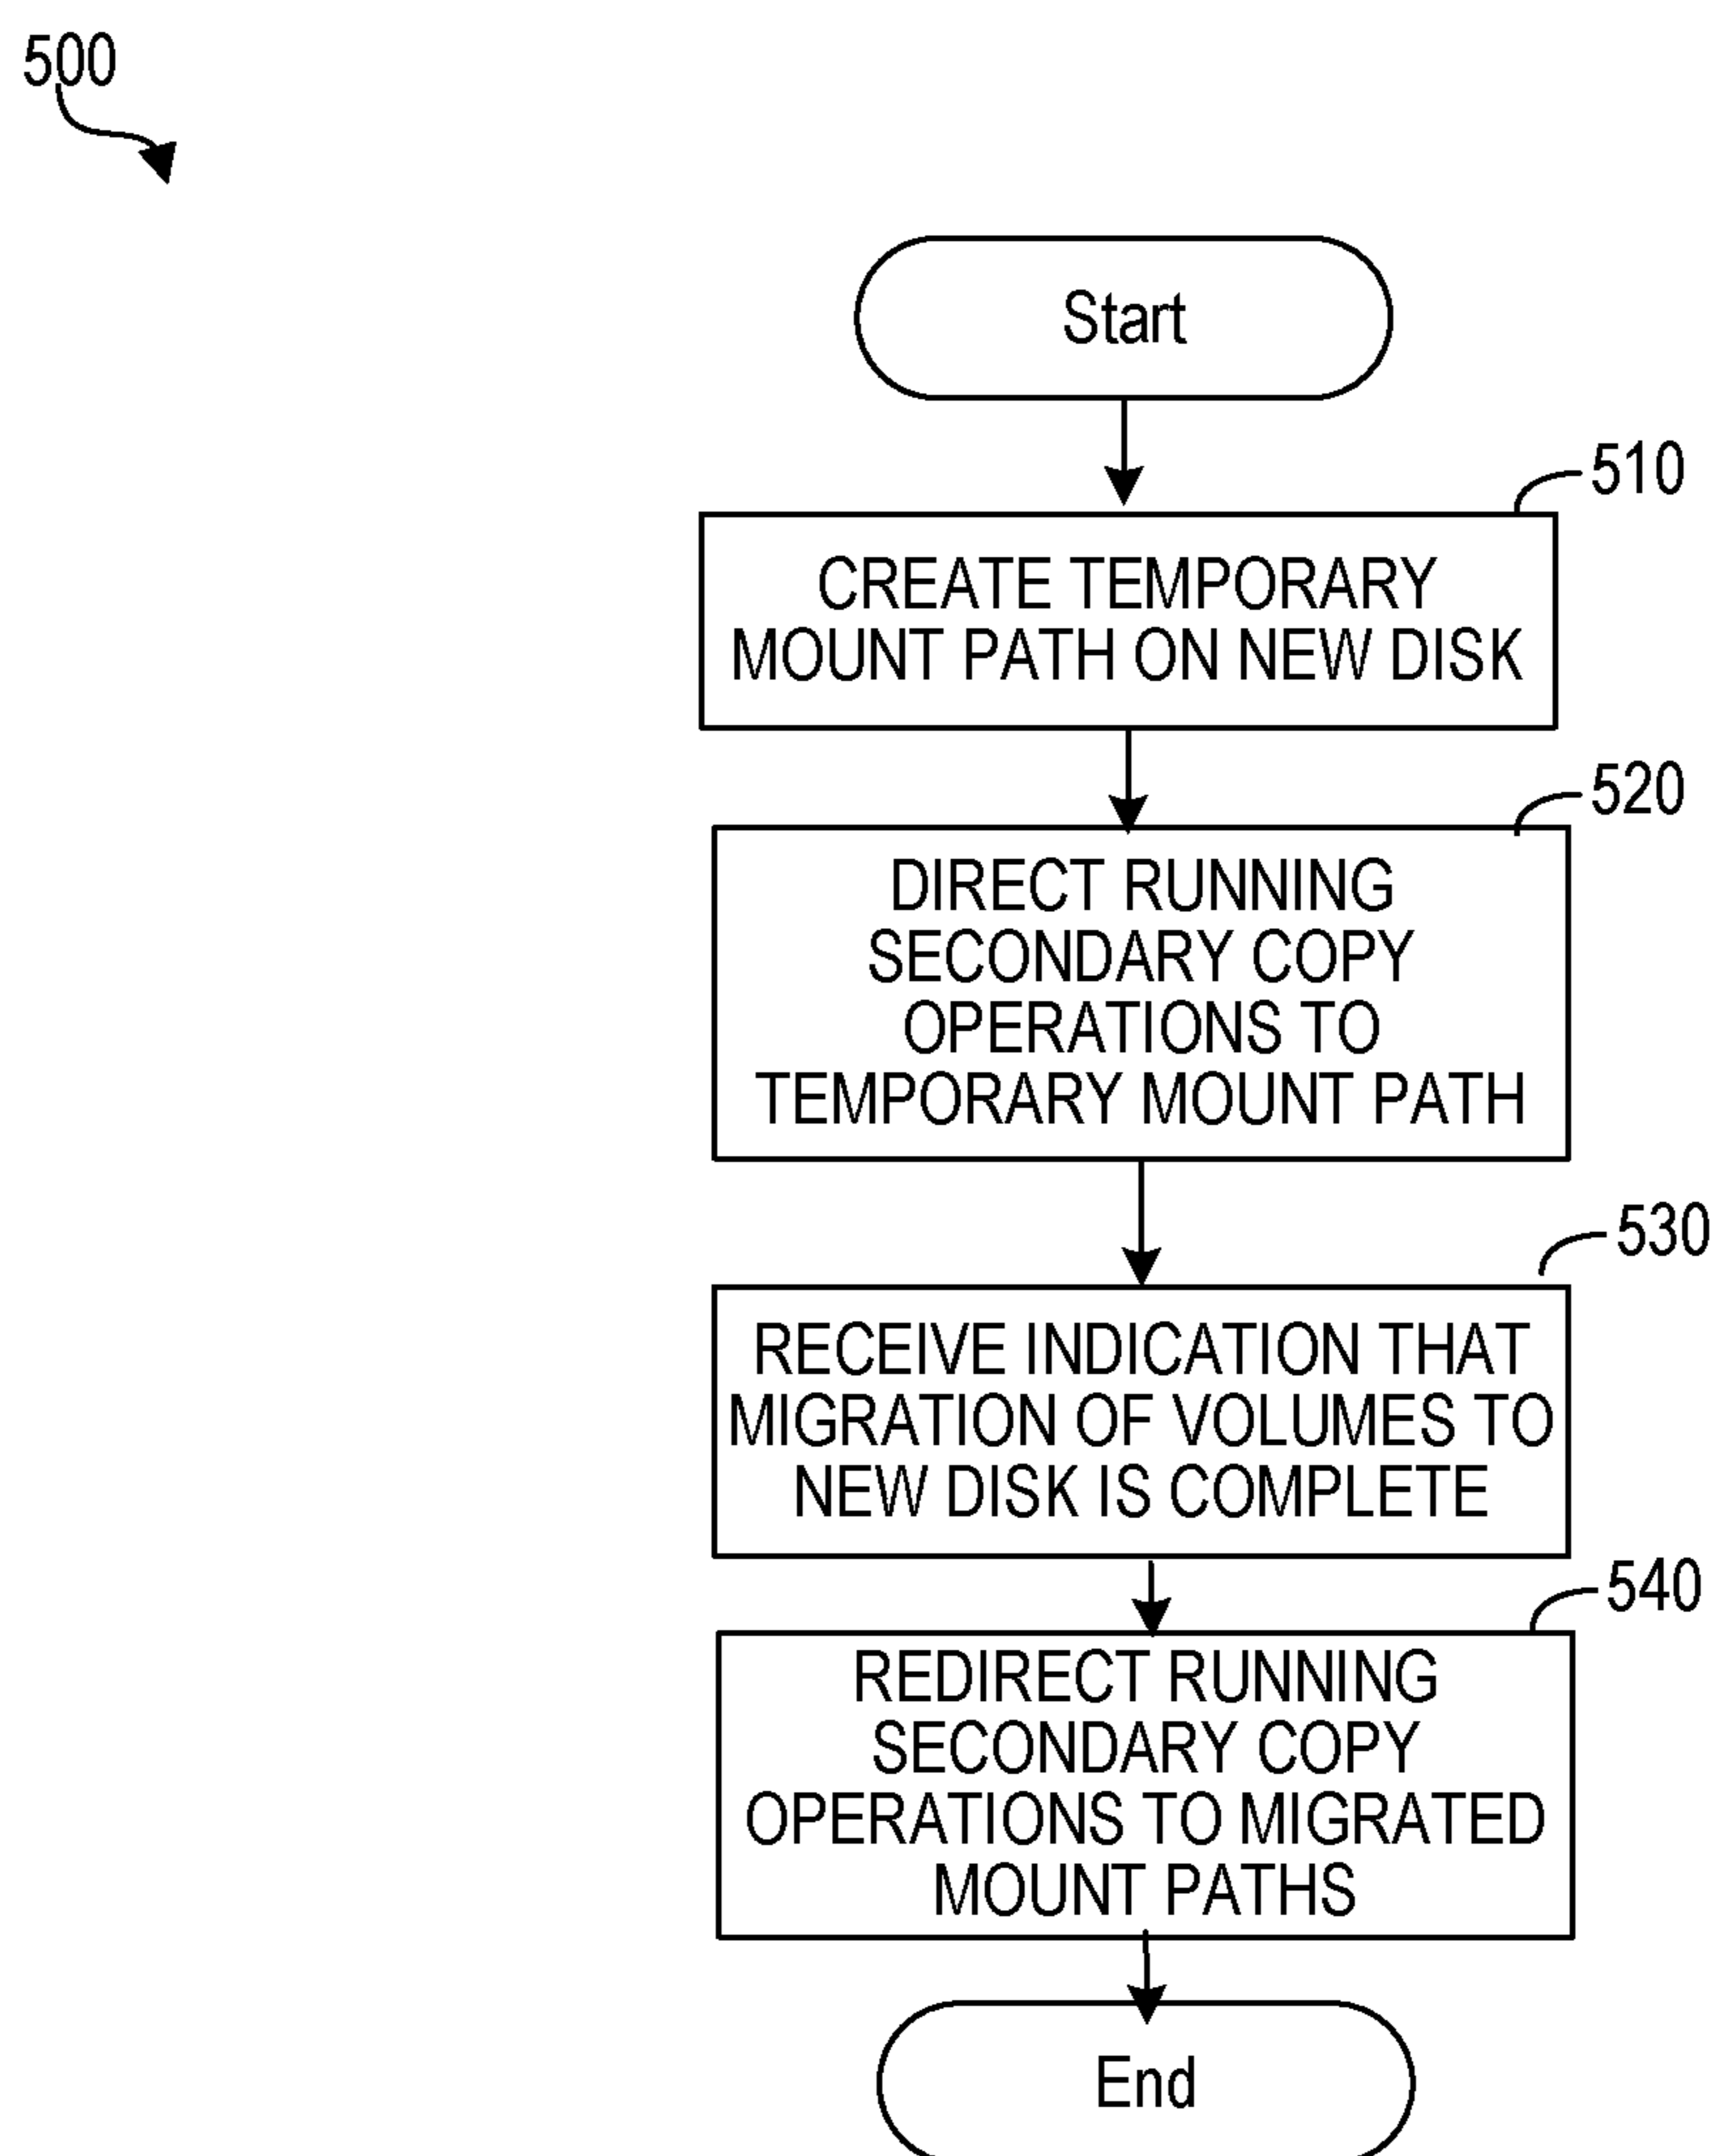 500
Start
510
CREATE TEMPORARY
MOUNT PATH ON NEW DISK
520
DIRECT RUNNING
SECONDARY COPY
OPERATIONS TO
TEMPORARY MOUNT PATH
530
RECEIVE INDICATION THAT
MIGRATION OF VOLUMES TO
NEW DISK IS COMPLETE
540
REDIRECT RUNNING
SECONDARY COPY
OPERATIONS TO MIGRATED
MOUNT PATHS
End